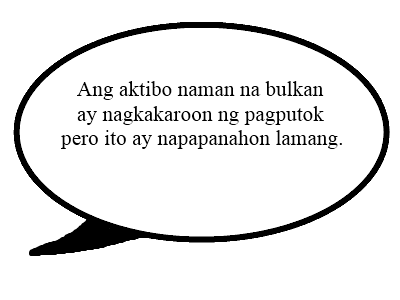 Ang aktibo naman na bulkan
ay nagkakaroon ng pagputok
pero ito ay napapanahon lamang.